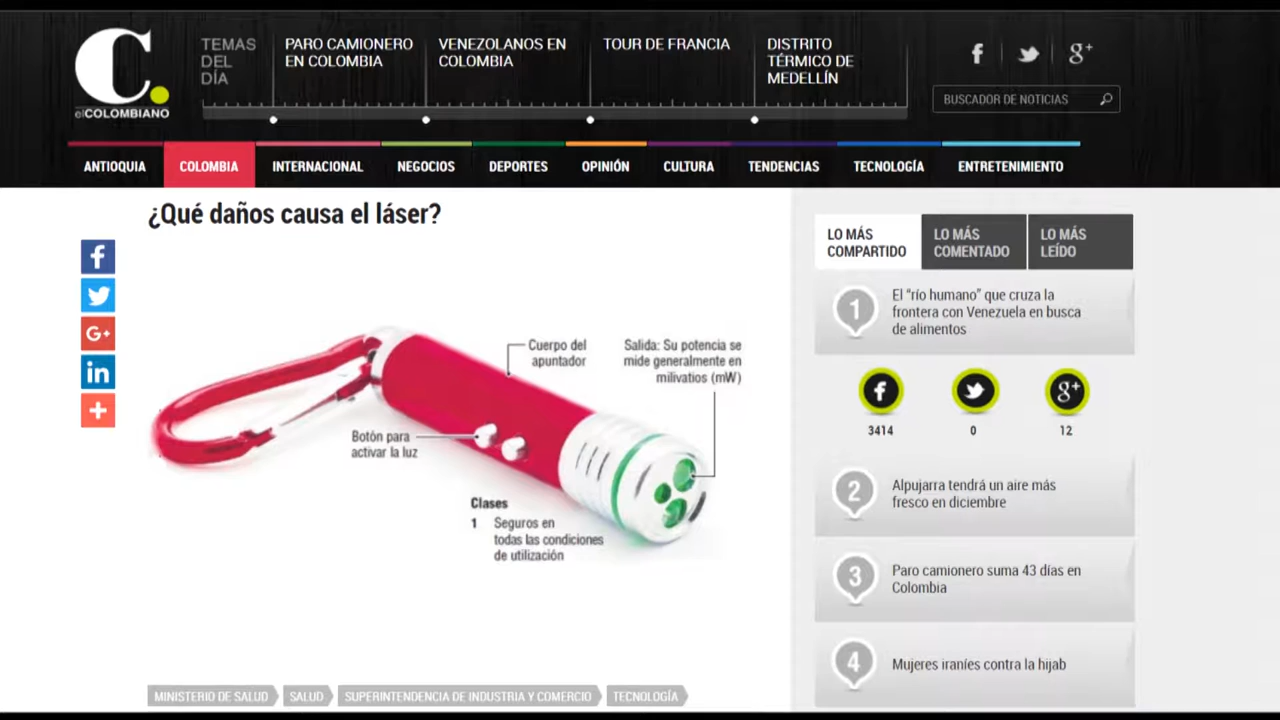 TEMAS
DEL
DÍA
PARO CAMIONERO
EN COLOMBIA
VENEZOLANOS EN
COLOMBIA
TOUR DE FRANCIA
DISTRITO
TÉRMICO DE
MEDELLÍN
C.
elCOLOMBIANO
f
g+
BUSCADOR DE NOTICIAS
ANTIOQUIA
COLOMBIA
INTERNACIONAL
NEGOCIOS
DEPORTES
OPINIÓN
CULTURA
TENDENCIAS
TECNOLOGÍA
ENTRETENIMIENTO
¿Qué daños causa el láser?
f
G+
in
+
Cuerpo del
apuntador
Salida: Su potencia se
mide generalmente en
milivatios (mW)
Botón para
activar la luz
Clases
1 Seguros en
todas las condiciones
de utilización
MINISTERIO DE SALUD
SALUD
SUPERINTENDENCIA DE INDUSTRIA Y COMERCIO
TECNOLOGÍA
LO MÁS
COMPARTIDO
LO MÁS
COMENTADO
LO MÁS
LEÍDO
1
El “río humano” que cruza la
frontera con Venezuela en busca
de alimentos
f
g+
3414
0
12
2
Alpujarra tendrá un aire más
fresco en diciembre
3
Paro camionero suma 43 días en
Colombia
4
Mujeres iraníes contra la hijab